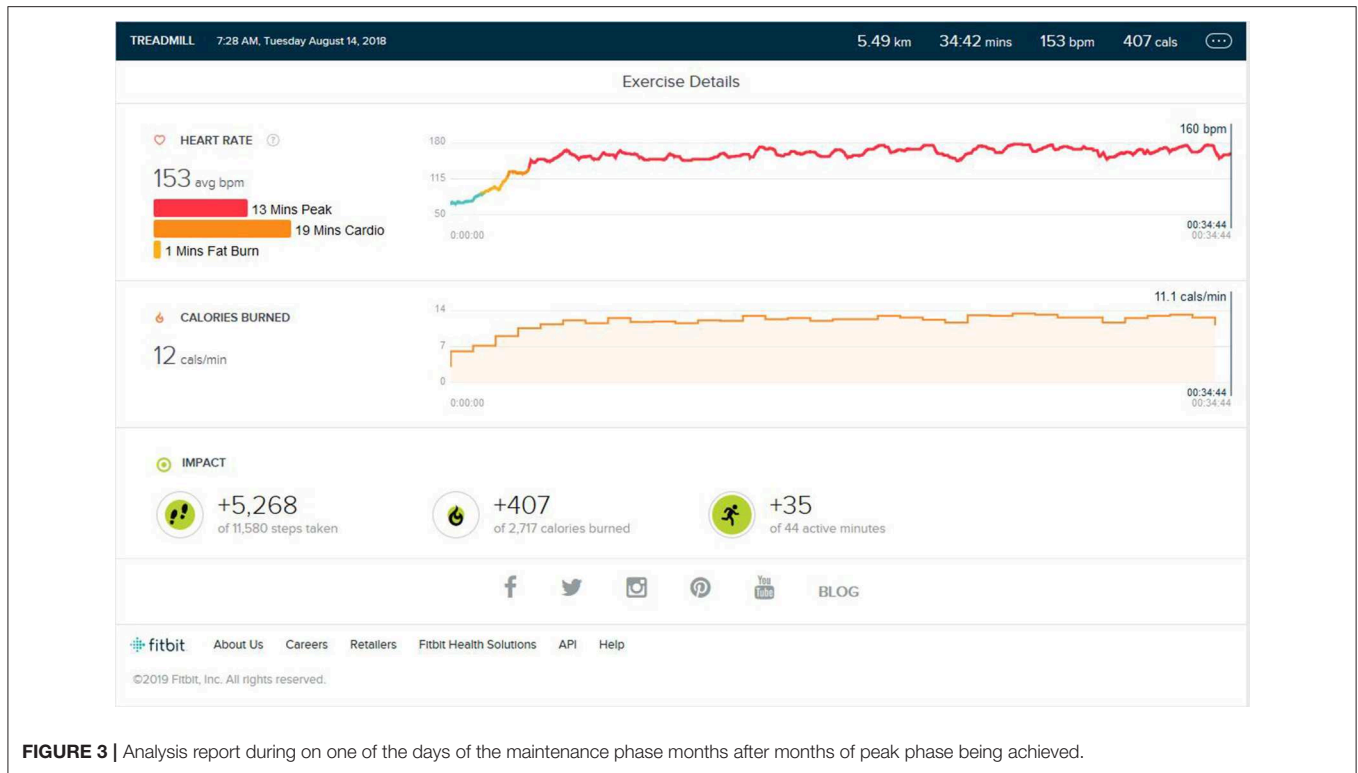 TREADMILL 7:28 AM, Tuesday August 14, 2018 5.49 km 34:42 mins 153 bpm 407 cals
Exercise Details
HEART RATE ?
153 avg bpm
13 Mins Peak
19 Mins Cardio
1 Mins Fat Burn
160 bpm
180
115
50
00:34:44
0:00:00 00:34:44
CALORIES BURNED
12 cals/min
11.1 cals/min
14
7
0
00:34:44
0:00:00 00:34:44
IMPACT
+5,268 +407 +35
of 11,580 steps taken of 2,717 calories burned of 44 active minutes
f You Tube BLOG
fitbit About Us Careers Retailers Fitbit Health Solutions API Help
©2019 Fitbit, Inc. All rights reserved.
FIGURE 3 | Analysis report during on one of the days of the maintenance phase months after months of peak phase being achieved.